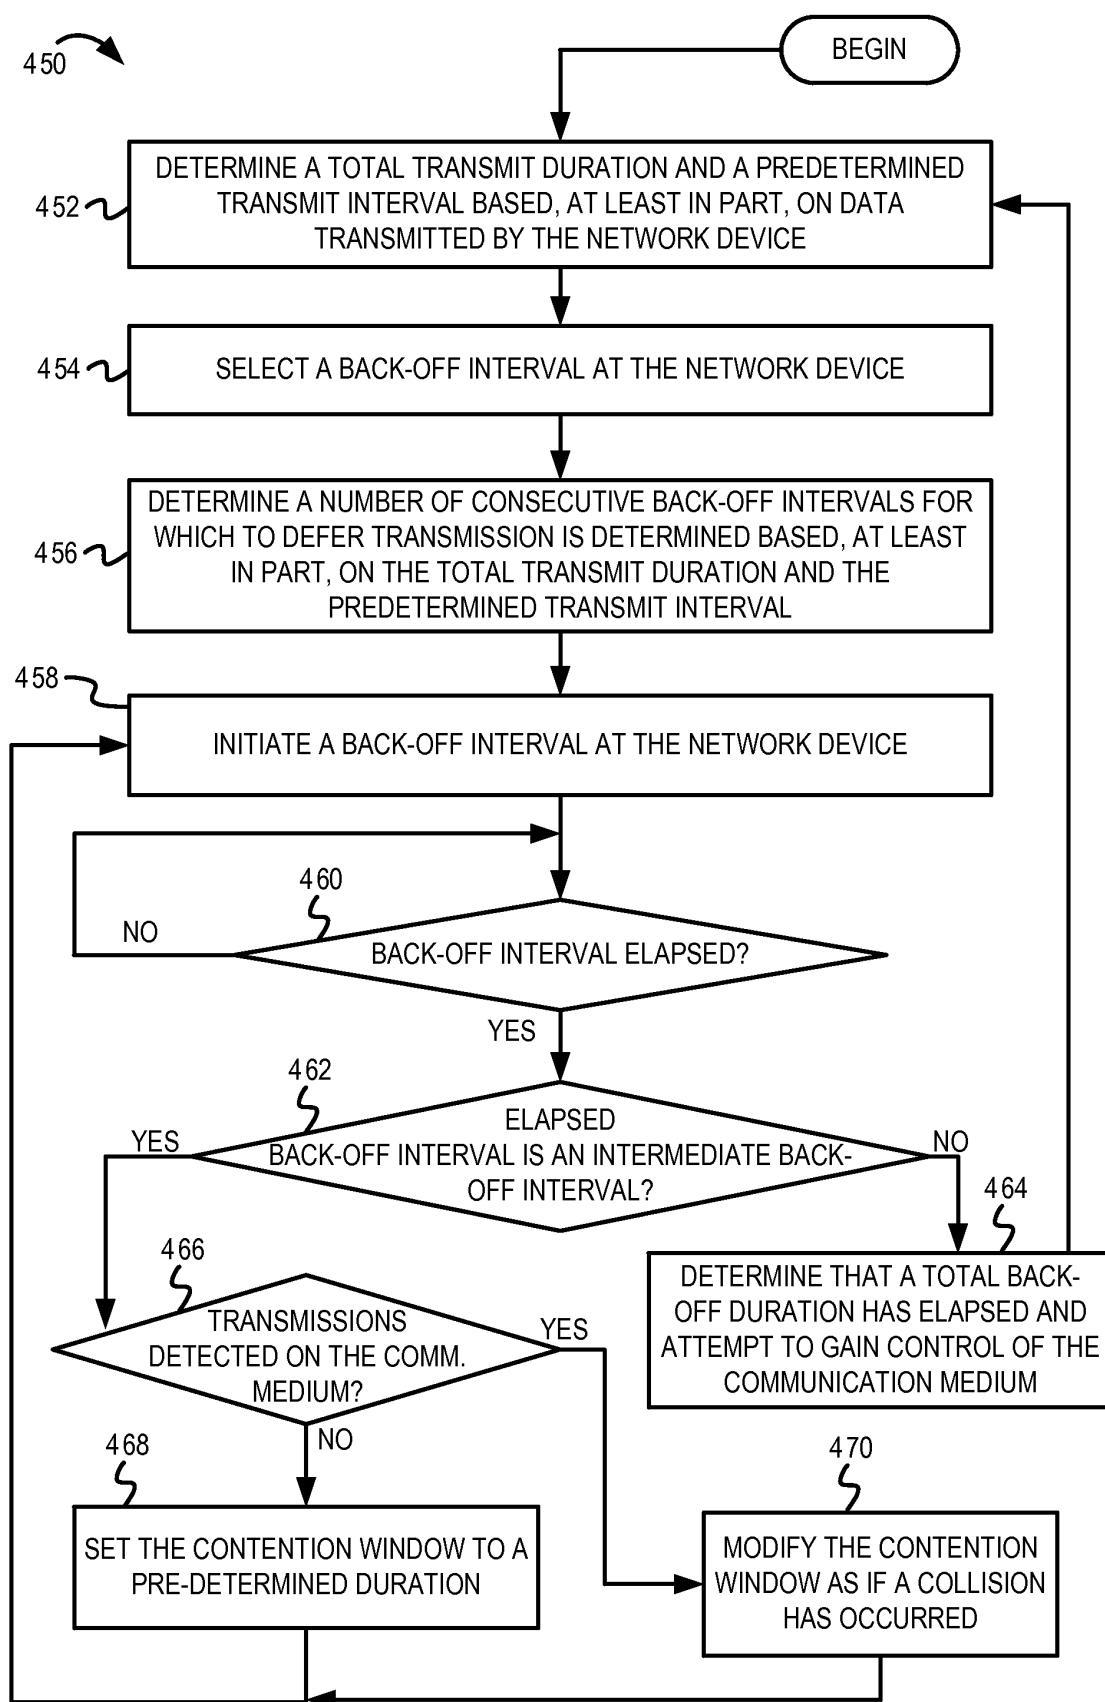 450
BEGIN
DETERMINE A TOTAL TRANSMIT DURATION AND A PREDETERMINED
TRANSMIT INTERVAL BASED, AT LEAST IN PART, ON DATA
TRANSMITTED BY THE NETWORK DEVICE
452
454
SELECT A BACK-OFF INTERVAL AT THE NETWORK DEVICE
DETERMINE A NUMBER OF CONSECUTIVE BACK-OFF INTERVALS FOR
WHICH TO DEFER TRANSMISSION IS DETERMINED BASED, AT LEAST
IN PART, ON THE TOTAL TRANSMIT DURATION AND THE
PREDETERMINED TRANSMIT INTERVAL
456
458
INITIATE A BACK-OFF INTERVAL AT THE NETWORK DEVICE
460
NO
BACK-OFF INTERVAL ELAPSED?
YES
462
ELAPSED
BACK-OFF INTERVAL IS AN INTERMEDIATE BACK-
OFF INTERVAL?
YES
NO
464
DETERMINE THAT A TOTAL BACK-
OFF DURATION HAS ELAPSED AND
ATTEMPT TO GAIN CONTROL OF THE
COMMUNICATION MEDIUM
466
TRANSMISSIONS
DETECTED ON THE COMM.
MEDIUM?
YES
NO
468
SET THE CONTENTION WINDOW TO A
PRE-DETERMINED DURATION
470
MODIFY THE CONTENTION
WINDOW AS IF A COLLISION
HAS OCCURRED